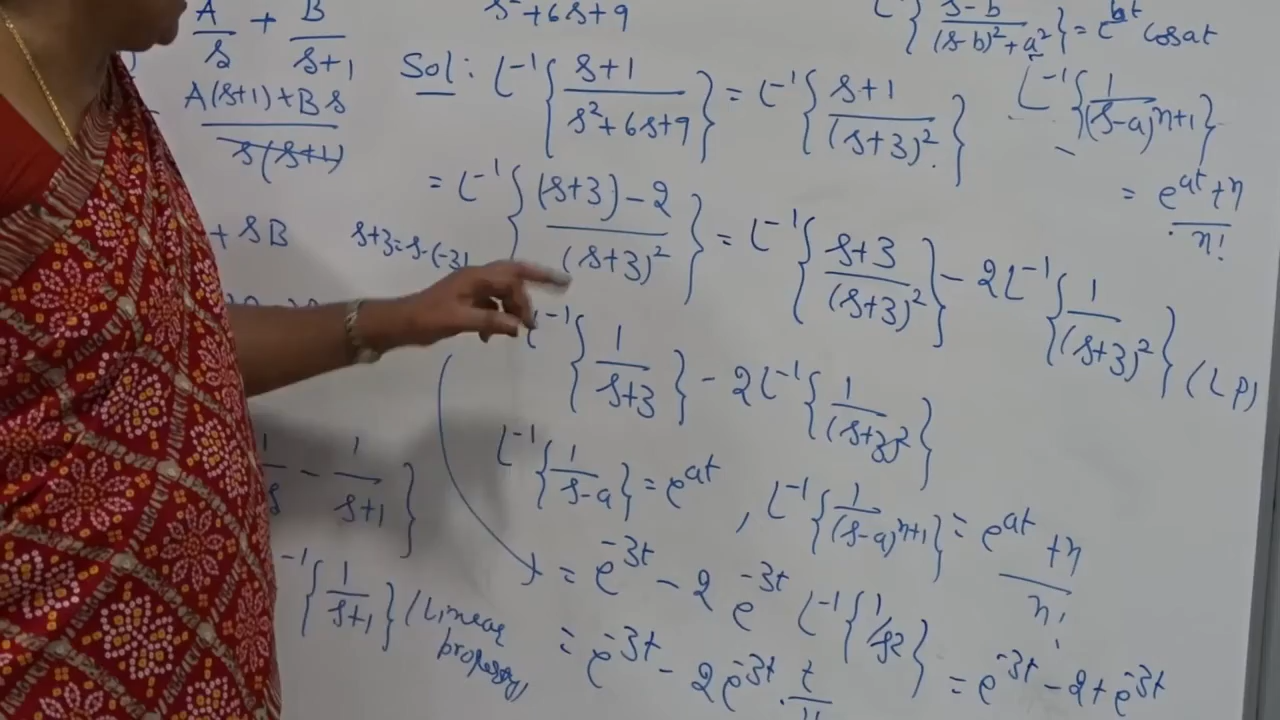 A/s + B/s+1
A(s+1)+Bs / s(s+1)
+ sB
1/s - 1/s+1 }
-1 { 1/s+1 } (Linear property)
s²+6s+9
Sol: L⁻¹{ s+1 / s²+6s+9 } = L⁻¹{ s+1 / (s+3)² }
= L⁻¹{ (s+3)-2 / (s+3)² } = L⁻¹{ s+3 / (s+3)² } - 2L⁻¹{ 1 / (s+3)² } (LP)
s+3=s-(-3)
L⁻¹{ 1 / s+3 } - 2L⁻¹{ 1 / (s+3)² }
L⁻¹{ 1 / s-a } = e^at , L⁻¹{ 1 / (s-a)^n+1 } = e^at t^n / n!
= e^-3t - 2 e^-3t L⁻¹{ 1/s² }
= e^-3t - 2e^-3t . t/ = e^-3t - 2t e^-3t
L⁻¹{ s-b / (s-b)²+a² } = e^bt cosat
L⁻¹{ 1 / (s-a)^n+1 }
= e^at t^n / n!